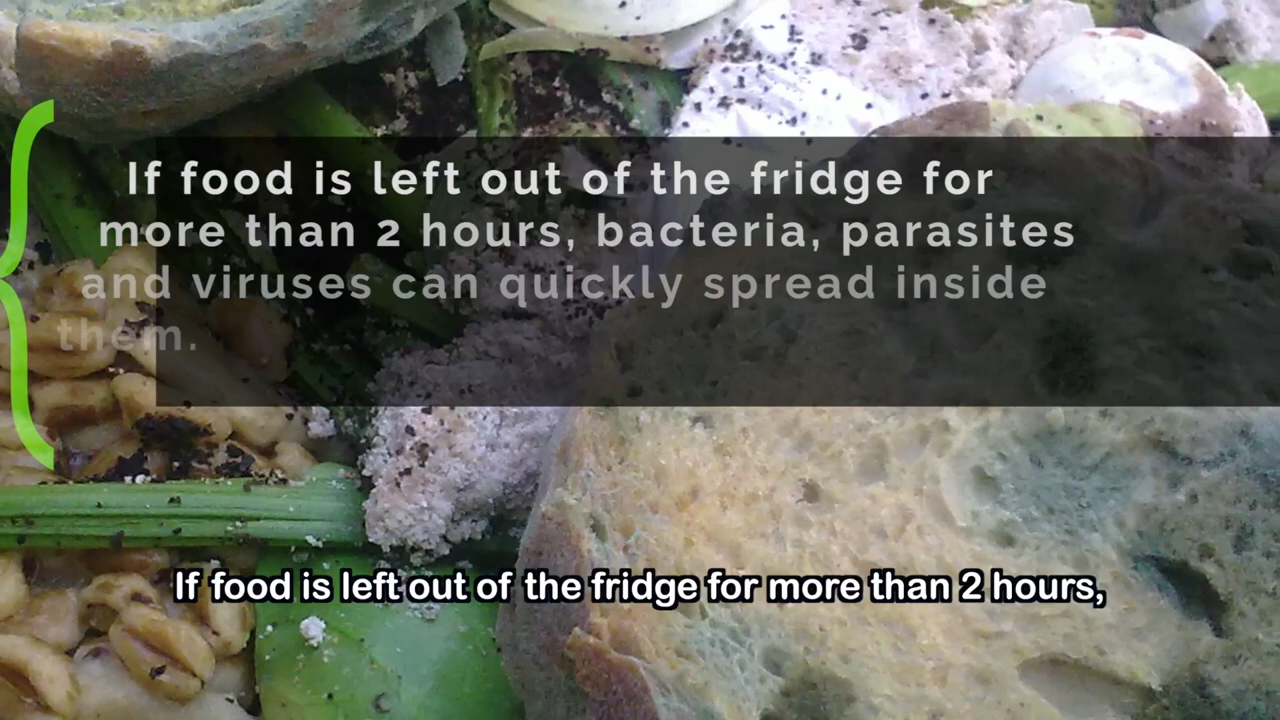 If food is left out of the fridge for
more than 2 hours, bacteria, parasites
and viruses can quickly spread inside
them.
If food is left out of the fridge for more than 2 hours,